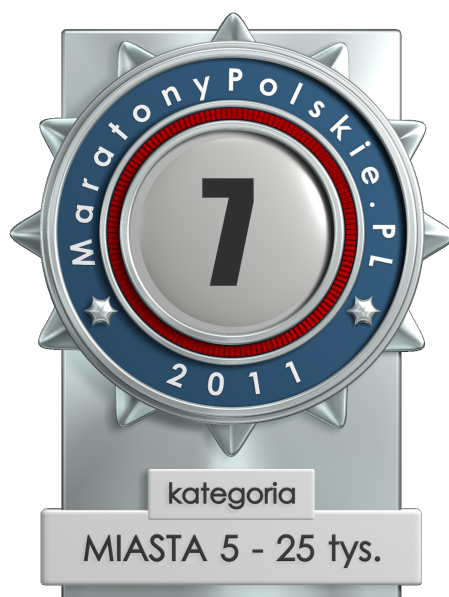 MaratonyPolskie.PL
7
2011
kategoria
MIASTA 5 - 25 tys.